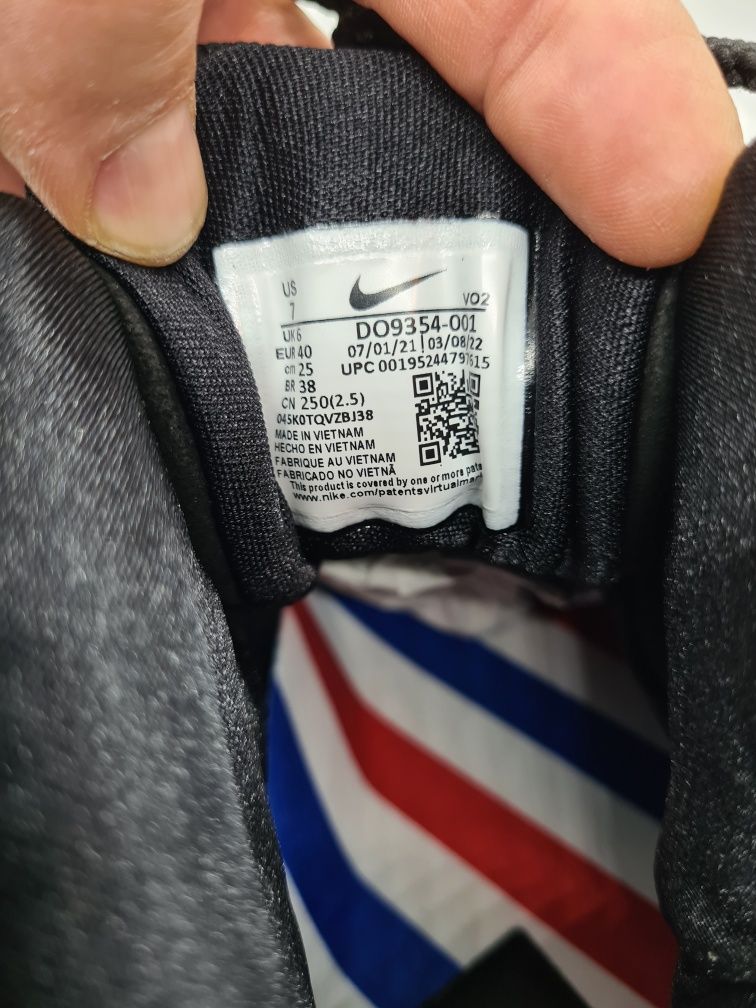 US
7
VO2
UK 6
DO9354-001
EUR 40
07/01/21 | 03/08/22
cm 25
UPC 00195244797615
BR 38
CN 250(2.5)
045K0TQVZBJ38
MADE IN VIETNAM
HECHO EN VIETNAM
FABRIQUE AU VIETNAM
FABRICADO NO VIETNÃ
This product is covered by one or more
www.nike.com/patents